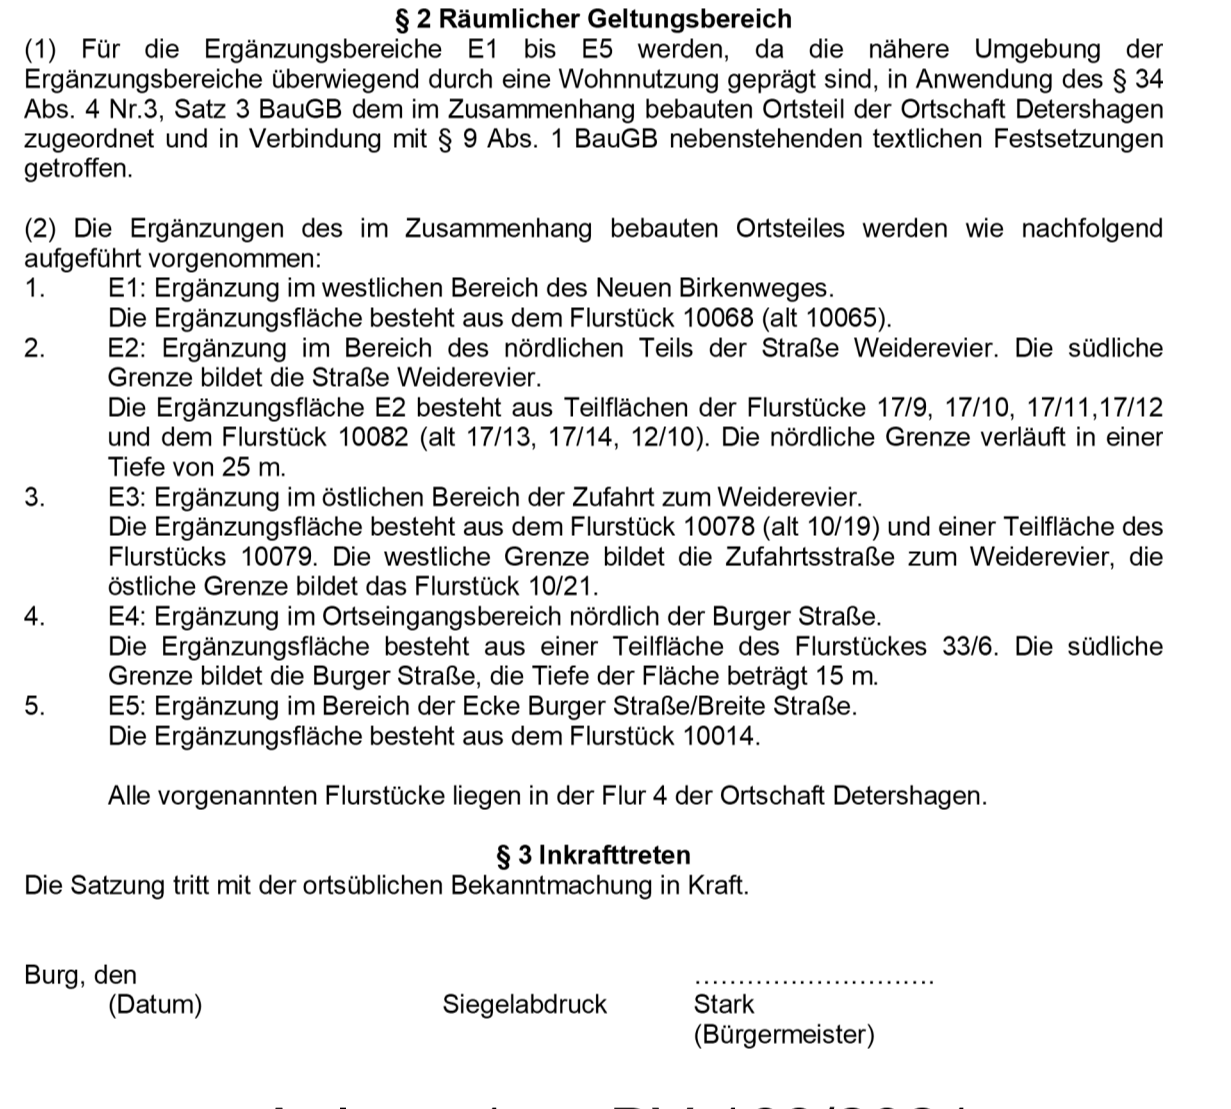 § 2 Räumlicher Geltungsbereich
(1) Für die Ergänzungsbereiche E1 bis E5 werden, da die nähere Umgebung der
Ergänzungsbereiche überwiegend durch eine Wohnnutzung geprägt sind, in Anwendung des § 34
Abs. 4 Nr.3, Satz 3 BauGB dem im Zusammenhang bebauten Ortsteil der Ortschaft Detershagen
zugeordnet und in Verbindung mit § 9 Abs. 1 BauGB nebenstehenden textlichen Festsetzungen
getroffen.
(2) Die Ergänzungen des im Zusammenhang bebauten Ortsteiles werden wie nachfolgend
aufgeführt vorgenommen:
1. E1: Ergänzung im westlichen Bereich des Neuen Birkenweges.
Die Ergänzungsfläche besteht aus dem Flurstück 10068 (alt 10065).
2. E2: Ergänzung im Bereich des nördlichen Teils der Straße Weiderevier. Die südliche
Grenze bildet die Straße Weiderevier.
Die Ergänzungsfläche E2 besteht aus Teilflächen der Flurstücke 17/9, 17/10, 17/11,17/12
und dem Flurstück 10082 (alt 17/13, 17/14, 12/10). Die nördliche Grenze verläuft in einer
Tiefe von 25 m.
3. E3: Ergänzung im östlichen Bereich der Zufahrt zum Weiderevier.
Die Ergänzungsfläche besteht aus dem Flurstück 10078 (alt 10/19) und einer Teilfläche des
Flurstücks 10079. Die westliche Grenze bildet die Zufahrtsstraße zum Weiderevier, die
östliche Grenze bildet das Flurstück 10/21.
4. E4: Ergänzung im Ortseingangsbereich nördlich der Burger Straße.
Die Ergänzungsfläche besteht aus einer Teilfläche des Flurstückes 33/6. Die südliche
Grenze bildet die Burger Straße, die Tiefe der Fläche beträgt 15 m.
5. E5: Ergänzung im Bereich der Ecke Burger Straße/Breite Straße.
Die Ergänzungsfläche besteht aus dem Flurstück 10014.
Alle vorgenannten Flurstücke liegen in der Flur 4 der Ortschaft Detershagen.
§ 3 Inkrafttreten
Die Satzung tritt mit der ortsüblichen Bekanntmachung in Kraft.
Burg, den ...........................
(Datum) Siegelabdruck Stark
(Bürgermeister)